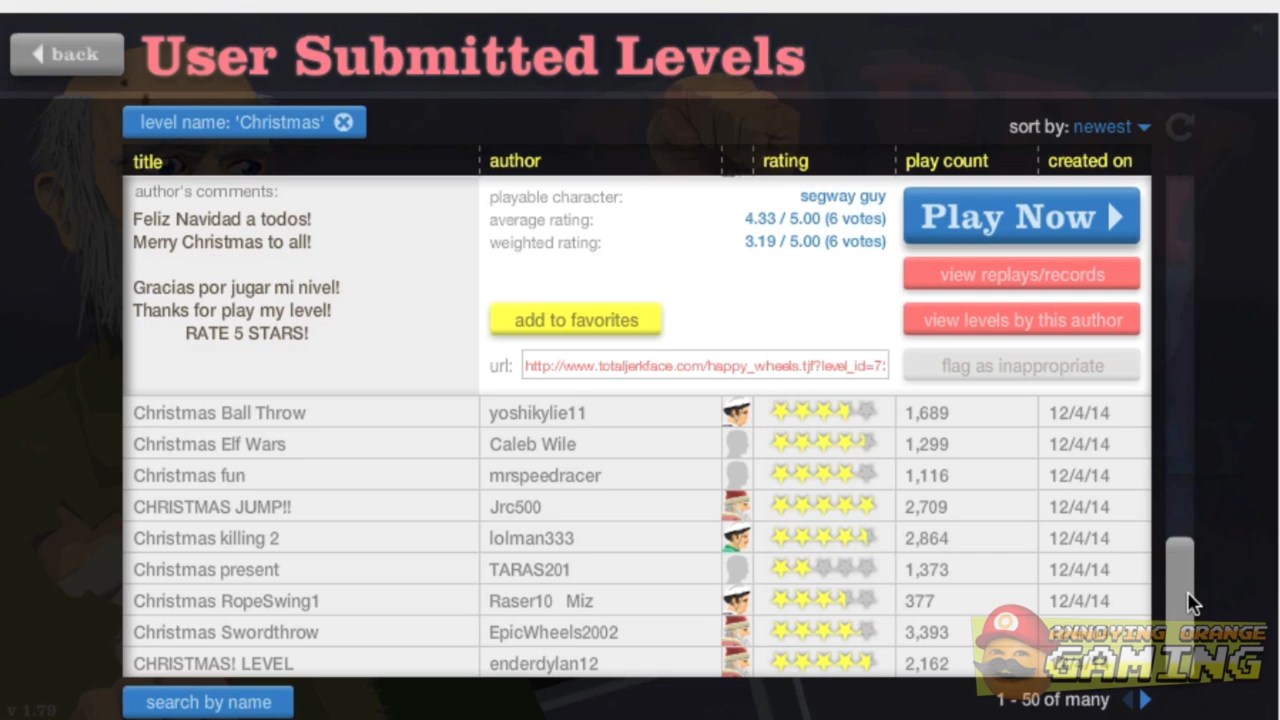 back
User Submitted Levels
level name: 'Christmas'
sort by: newest
title author rating play count created on
author's comments:
Feliz Navidad a todos!
Merry Christmas to all!
Gracias por jugar mi nivel!
Thanks for play my level!
RATE 5 STARS!
playable character: segway guy
average rating: 4.33 / 5.00 (6 votes)
weighted rating: 3.19 / 5.00 (6 votes)
add to favorites
url: http://www.totaljerkface.com/happy_wheels.tjf?level_id=7
Play Now
view replays/records
view levels by this author
flag as inappropriate
Christmas Ball Throw yoshikylie11 1,689 12/4/14
Christmas Elf Wars Caleb Wile 1,299 12/4/14
Christmas fun mrspeedracer 1,116 12/4/14
CHRISTMAS JUMP!! Jrc500 2,709 12/4/14
Christmas killing 2 lolman333 2,864 12/4/14
Christmas present TARAS201 1,373 12/4/14
Christmas RopeSwing1 Raser10 Miz 377 12/4/14
Christmas Swordthrow EpicWheels2002 3,393
CHRISTMAS! LEVEL enderdylan12 2,162
ANNOYING ORANGE
GAMING
search by name
1 - 50 of many
v 1.79